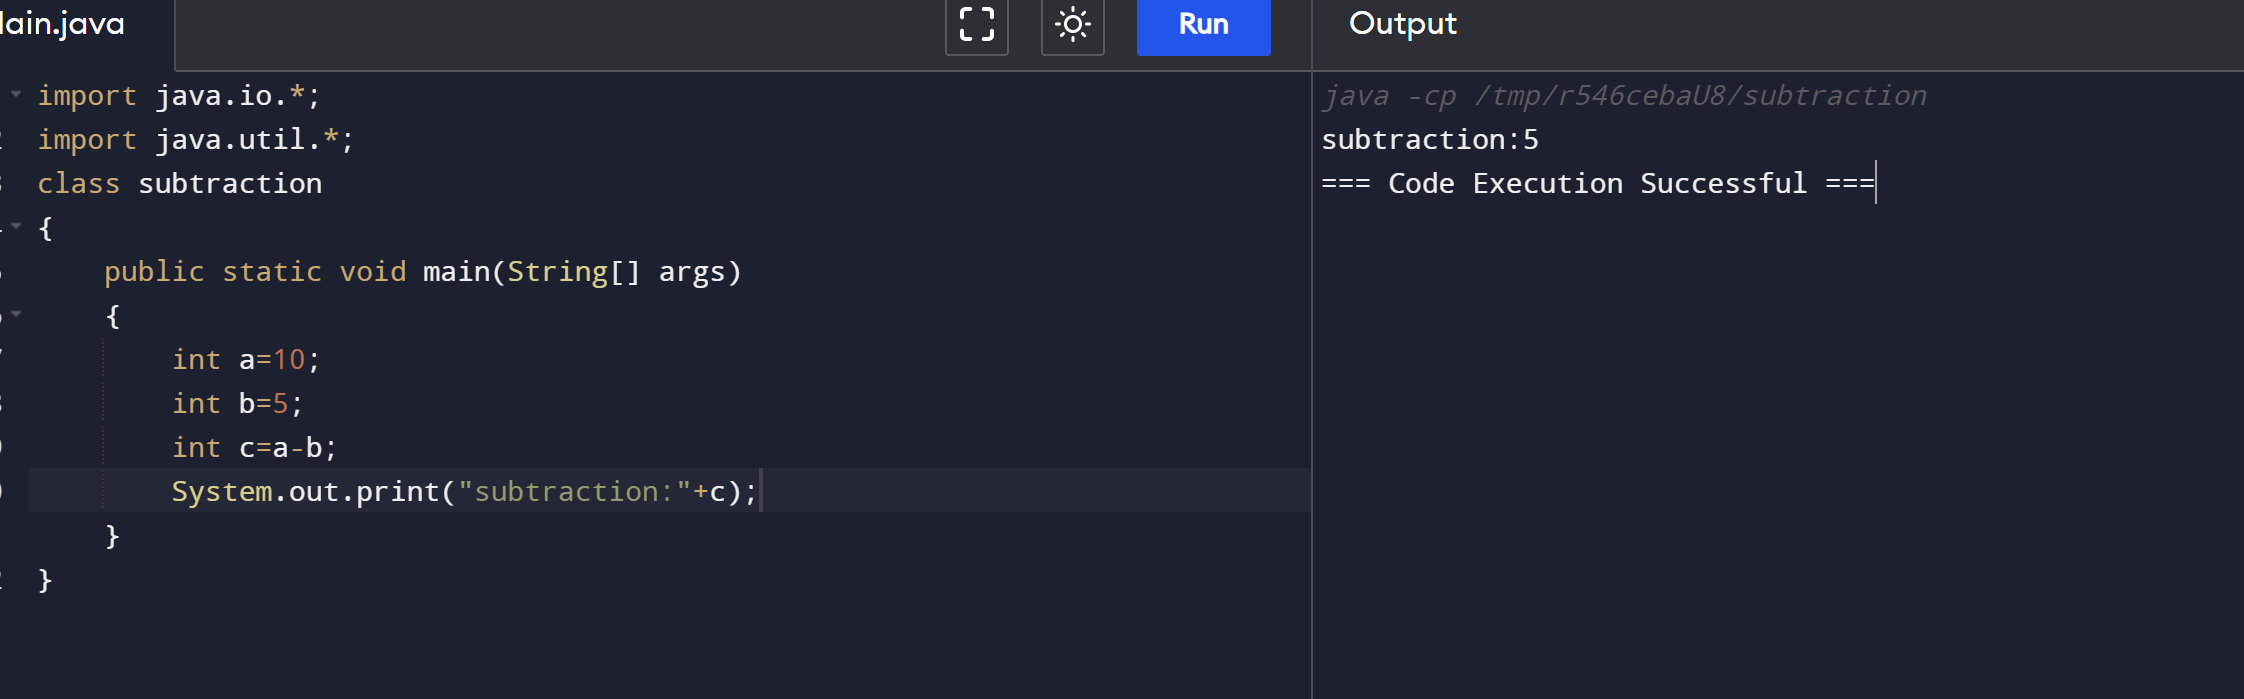 ain.java
Run
Output
import java.io.*;
import java.util.*;
class subtraction
{
    public static void main(String[] args)
    {
        int a=10;
        int b=5;
        int c=a-b;
        System.out.print("subtraction:"+c);
    }
}
java -cp /tmp/r546cebaU8/subtraction
subtraction:5
=== Code Execution Successful ===